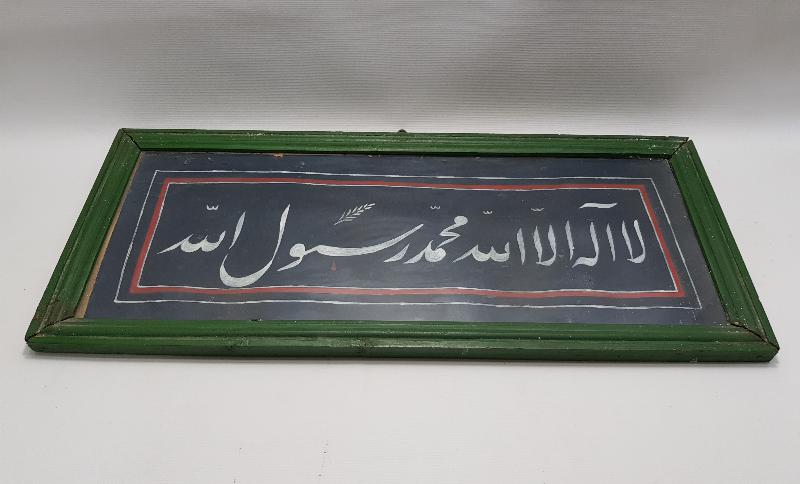 لا اله الا الله محمد رسول الله